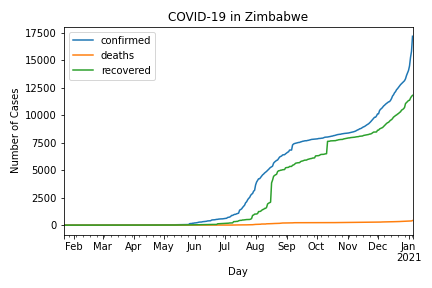 COVID-19 in Zimbabwe
confirmed
deaths
recovered
17500
15000
12500
10000
7500
5000
2500
0
Number of Cases
Feb Mar Apr May Jun Jul Aug Sep Oct Nov Dec Jan
2021
Day